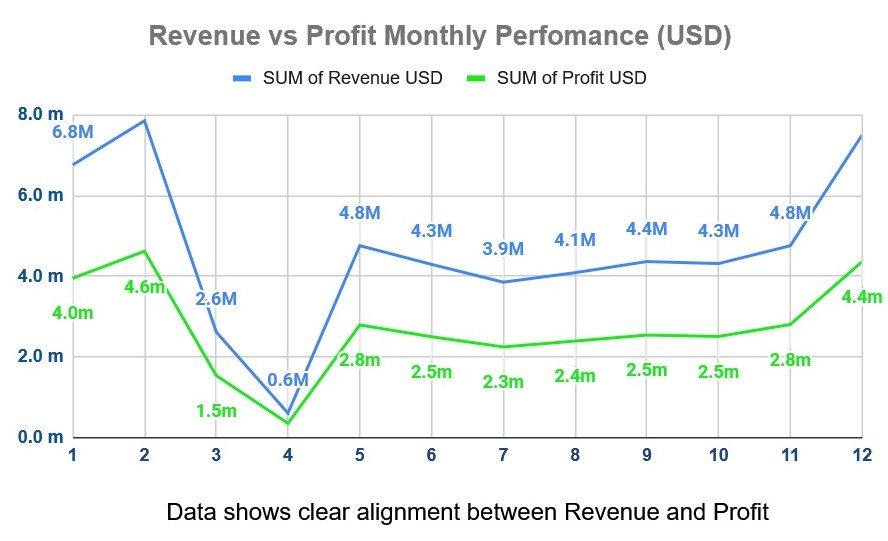 Revenue vs Profit Monthly Perfomance (USD)
SUM of Revenue USD SUM of Profit USD
8.0 m
6.8M
6.0 m
4.8M 4.3M 3.9M 4.1M 4.4M 4.3M 4.8M
4.0 m
4.0m 4.6m 2.6M 4.4m
2.0 m
0.6M 2.8m 2.5m 2.3m 2.4m 2.5m 2.5m 2.8m
1.5m
0.0 m
1 2 3 4 5 6 7 8 9 10 11 12
Data shows clear alignment between Revenue and Profit